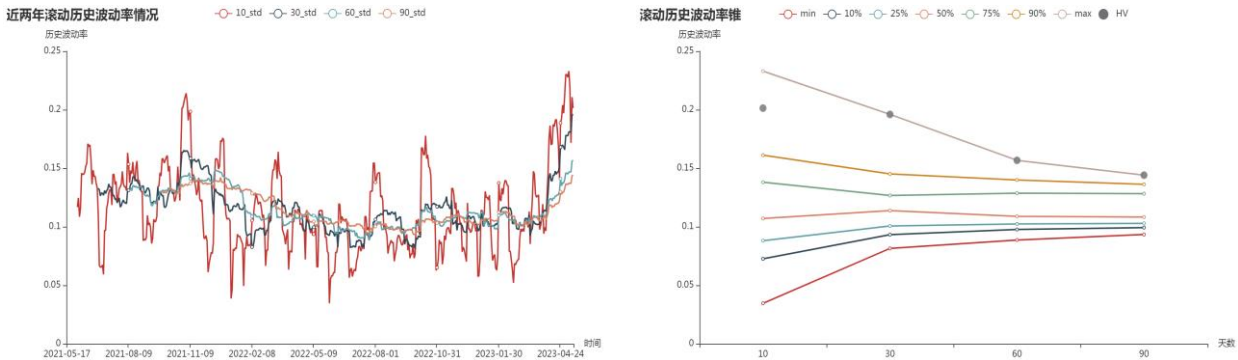 近两年滚动历史波动率情况
10_std 30_std 60_std 90_std
历史波动率
0.25
0.2
0.15
0.1
0.05
0
2021-05-17 2021-08-09 2021-11-09 2022-02-08 2022-05-09 2022-08-01 2022-10-31 2023-01-30 2023-04-24
时间
滚动历史波动率锥
min 10% 25% 50% 75% 90% max HV
历史波动率
0.25
0.2
0.15
0.1
0.05
0
10 30 60 90
天数